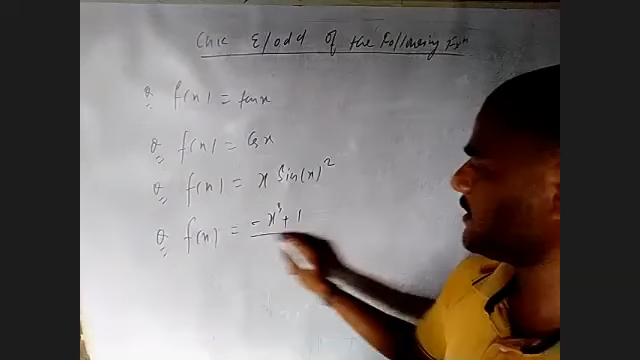 Chk E/odd of the Following Fxn
Q f(x) = tanx
Q f(x) = Cosx
Q f(x) = x Sin(x)²
Q f(x) = -x³ + 1